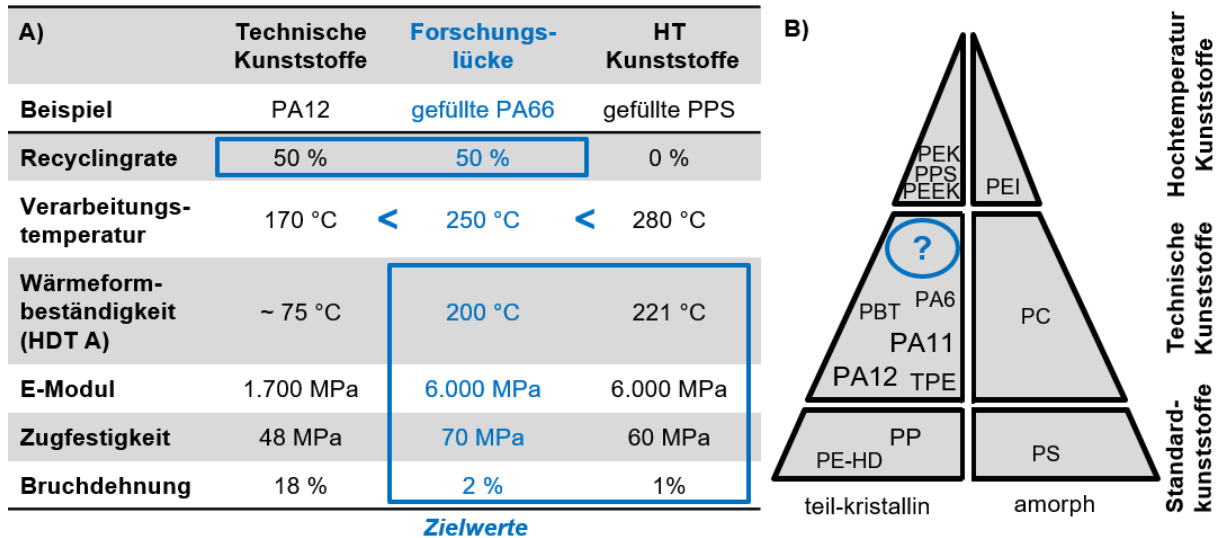 A)
Technische
Kunststoffe
Forschungs-
lücke
HT
Kunststoffe
Beispiel
PA12
gefüllte PA66
gefüllte PPS
Recyclingrate
50 %
50 %
0 %
Verarbeitungs-
temperatur
170 °C
<
250 °C
<
280 °C
Wärmeform-
beständigkeit
(HDT A)
~ 75 °C
200 °C
221 °C
E-Modul
1.700 MPa
6.000 MPa
6.000 MPa
Zugfestigkeit
48 MPa
70 MPa
60 MPa
Bruchdehnung
18 %
2 %
1%
Zielwerte
B)
PEK
PPS
PEEK
PEI
Hochtemperatur
Kunststoffe
?
PBT
PA6
PA11
PA12
TPE
PC
Technische
Kunststoffe
PP
PE-HD
PS
Standard-
kunststoffe
teil-kristallin
amorph